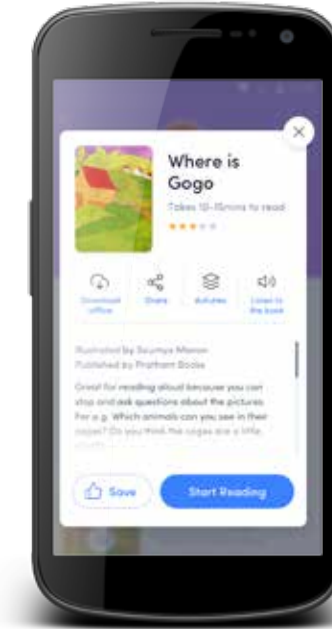 Where is
Gogo
Takes 10-15mins to read
Download
offline
Share
Activities
Listen to
the book
Illustrated by Soumya Menon
Published by Pratham Books
Great for reading aloud because you can
stop and ask questions about the pictures.
For e.g. Which animals can you see in their
cages? Do you think the cages are a little
Save
Start Reading